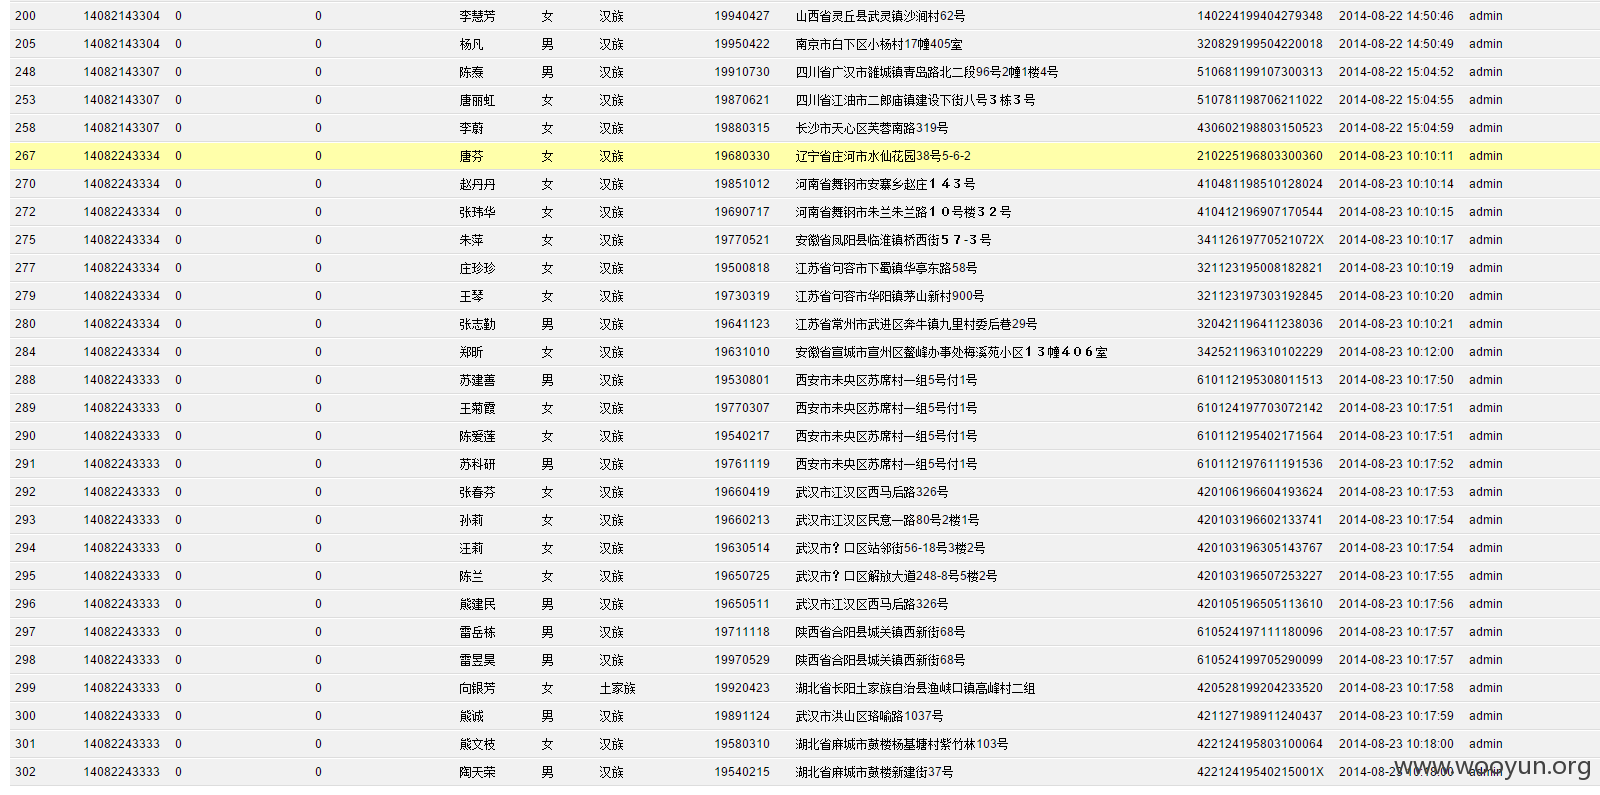 200 14082143304 0 0 李慧芳 女 汉族 19940427 山西省灵丘县武灵镇沙涧村62号 140224199404279348 2014-08-22 14:50:46 admin
205 14082143304 0 0 杨凡 男 汉族 19950422 南京市白下区小杨村17幢405室 320829199504220018 2014-08-22 14:50:49 admin
248 14082143307 0 0 陈焘 男 汉族 19910730 四川省广汉市雒城镇青岛路北二段96号2幢1楼4号 510681199107300313 2014-08-22 15:04:52 admin
253 14082143307 0 0 唐丽虹 女 汉族 19870621 四川省江油市二郎庙镇建设下街八号３栋３号 510781198706211022 2014-08-22 15:04:55 admin
258 14082143307 0 0 李蔚 女 汉族 19880315 长沙市天心区芙蓉南路319号 430602198803150523 2014-08-22 15:04:59 admin
267 14082243334 0 0 唐芬 女 汉族 19680330 辽宁省庄河市水仙花园38号5-6-2 210225196803300360 2014-08-23 10:10:11 admin
270 14082243334 0 0 赵丹丹 女 汉族 19851012 河南省舞钢市安寨乡赵庄１４３号 410481198510128024 2014-08-23 10:10:14 admin
272 14082243334 0 0 张玮华 女 汉族 19690717 河南省舞钢市朱兰朱兰路１０号楼３２号 410412196907170544 2014-08-23 10:10:15 admin
275 14082243334 0 0 朱萍 女 汉族 19770521 安徽省凤阳县临淮镇桥西街５７-３号 34112619770521072X 2014-08-23 10:10:17 admin
277 14082243334 0 0 庄珍珍 女 汉族 19500818 江苏省句容市下蜀镇华亭东路58号 321123195008182821 2014-08-23 10:10:19 admin
279 14082243334 0 0 王琴 女 汉族 19730319 江苏省句容市华阳镇茅山新村900号 321123197303192845 2014-08-23 10:10:20 admin
280 14082243334 0 0 张志勤 男 汉族 19641123 江苏省常州市武进区奔牛镇九里村委后巷29号 320421196411238036 2014-08-23 10:10:21 admin
284 14082243334 0 0 郑昕 女 汉族 19631010 安徽省宣城市宣州区鳌峰办事处梅溪苑小区１３幢４０６室 342521196310102229 2014-08-23 10:12:00 admin
288 14082243333 0 0 苏建善 男 汉族 19530801 西安市未央区苏席村一组5号付1号 610112195308011513 2014-08-23 10:17:50 admin
289 14082243333 0 0 王菊霞 女 汉族 19770307 西安市未央区苏席村一组5号付1号 610124197703072142 2014-08-23 10:17:51 admin
290 14082243333 0 0 陈爱莲 女 汉族 19540217 西安市未央区苏席村一组5号付1号 610112195402171564 2014-08-23 10:17:51 admin
291 14082243333 0 0 苏科研 男 汉族 19761119 西安市未央区苏席村一组5号付1号 610112197611191536 2014-08-23 10:17:52 admin
292 14082243333 0 0 张春芬 女 汉族 19660419 武汉市江汉区西马后路326号 420106196604193624 2014-08-23 10:17:53 admin
293 14082243333 0 0 孙莉 女 汉族 19660213 武汉市江汉区民意一路80号2楼1号 420103196602133741 2014-08-23 10:17:54 admin
294 14082243333 0 0 汪莉 女 汉族 19630514 武汉市？口区站邻街56-18号3楼2号 420103196305143767 2014-08-23 10:17:54 admin
295 14082243333 0 0 陈兰 女 汉族 19650725 武汉市？口区解放大道248-8号5楼2号 420103196507253227 2014-08-23 10:17:55 admin
296 14082243333 0 0 熊建民 男 汉族 19650511 武汉市江汉区西马后路326号 420105196505113610 2014-08-23 10:17:56 admin
297 14082243333 0 0 雷岳栋 男 汉族 19711118 陕西省合阳县城关镇西新街68号 610524197111180096 2014-08-23 10:17:57 admin
298 14082243333 0 0 雷昱昊 男 汉族 19970529 陕西省合阳县城关镇西新街68号 610524199705290099 2014-08-23 10:17:57 admin
299 14082243333 0 0 向银芳 女 土家族 19920423 湖北省长阳土家族自治县渔峡口镇高峰村二组 420528199204233520 2014-08-23 10:17:58 admin
300 14082243333 0 0 熊诚 男 汉族 19891124 武汉市洪山区珞喻路1037号 421127198911240437 2014-08-23 10:17:59 admin
301 14082243333 0 0 熊文枝 女 汉族 19580310 湖北省麻城市鼓楼杨基塘村紫竹林103号 422124195803100064 2014-08-23 10:18:00 admin
302 14082243333 0 0 陶天荣 男 汉族 19540215 湖北省麻城市鼓楼新建街37号 42212419540215001X 2014-08-23 10:18:00 admin
www.wooyun.org